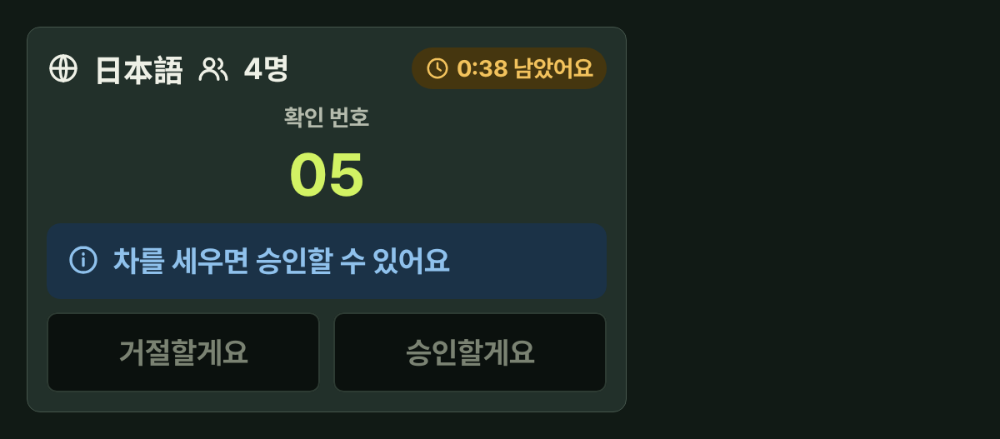 日本語 4명 0:38 남았어요
확인 번호
05
차를 세우면 승인할 수 있어요
거절할게요 승인할게요